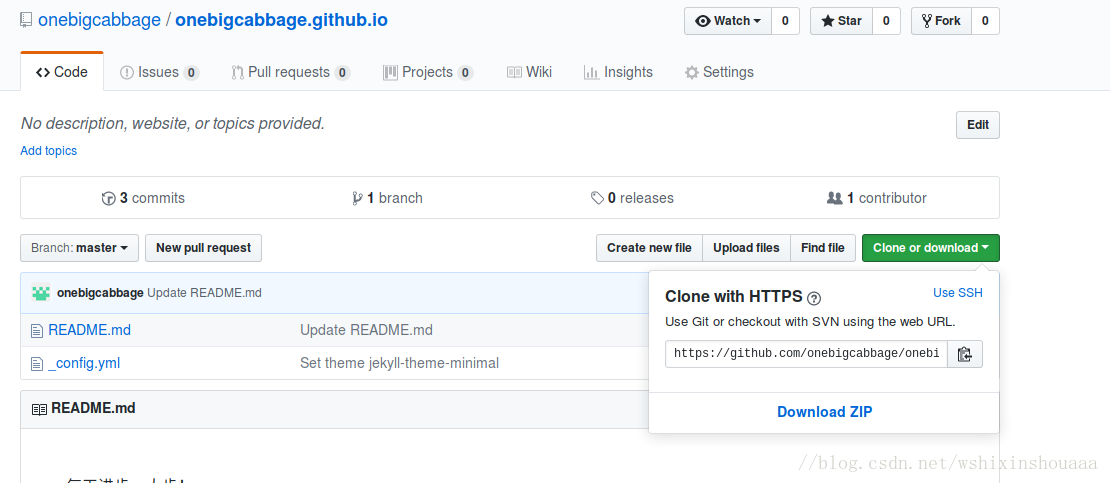 onebigcabbage / onebigcabbage.github.io
Watch 0 Star 0 Fork 0
Code Issues 0 Pull requests 0 Projects 0 Wiki Insights Settings
No description, website, or topics provided. Edit
Add topics
3 commits 1 branch 0 releases 1 contributor
Branch: master New pull request Create new file Upload files Find file Clone or download
onebigcabbage Update README.md
README.md Update README.md
_config.yml Set theme jekyll-theme-minimal
README.md
Clone with HTTPS Use SSH
Use Git or checkout with SVN using the web URL.
https://github.com/onebigcabbage/onebi
Download ZIP
//blog.csdn.net/wshixinshouaaa